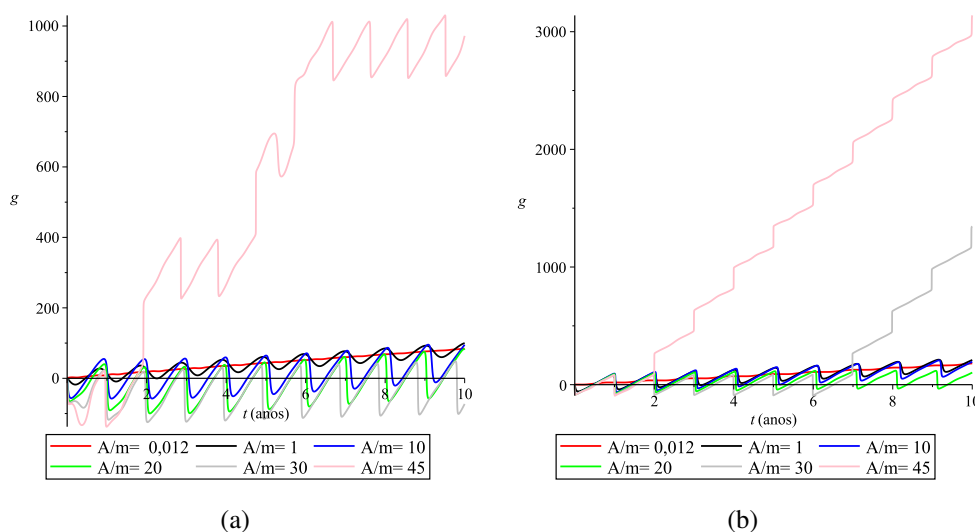 1000
800
600
g
400
200
0
2
4
6
8
10
t (anos)
A/m= 0,012
A/m= 1
A/m= 10
A/m= 20
A/m= 30
A/m= 45
(a)
3000
2000
g
1000
0
2
4
6
8
10
t (anos)
A/m= 0,012
A/m= 1
A/m= 10
A/m= 20
A/m= 30
A/m= 45
(b)